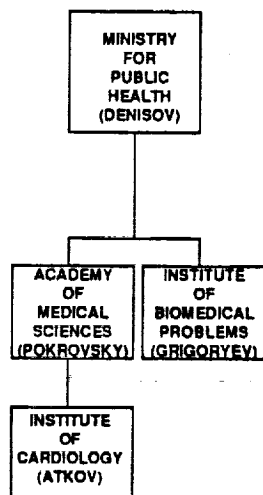 MINISTRY
FOR
PUBLIC
HEALTH
(DENISOV)
ACADEMY
OF
MEDICAL
SCIENCES
(POKROVSKY)
INSTITUTE
OF
BIOMEDICAL
PROBLEMS
(GRIGORYEV)
INSTITUTE
OF
CARDIOLOGY
(ATKOV)